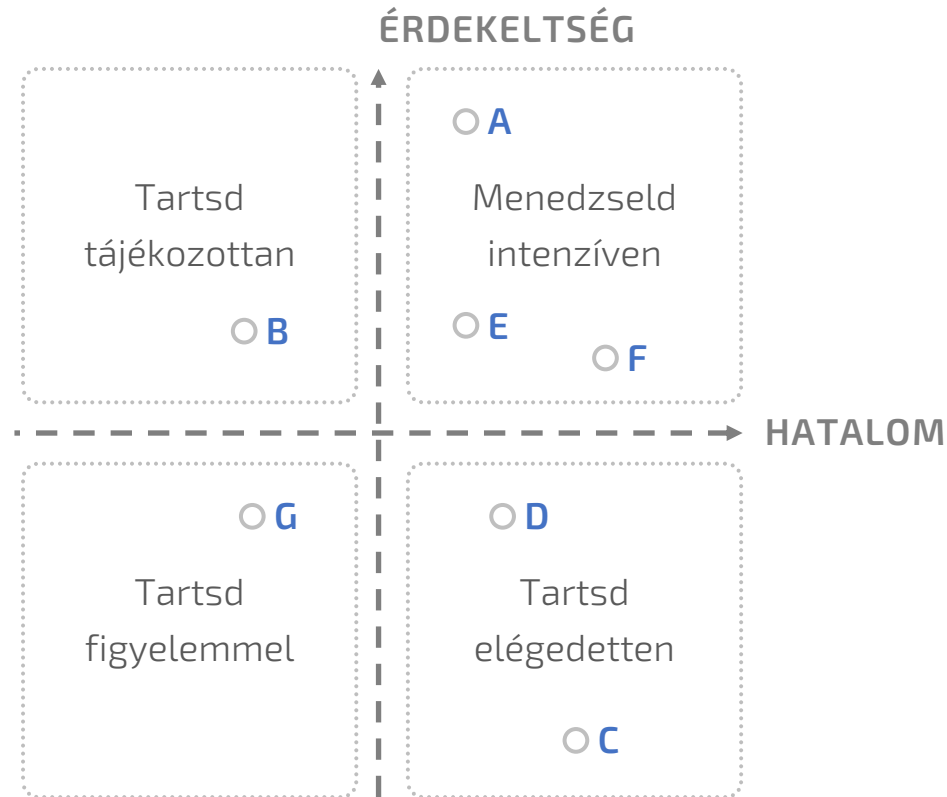 ÉRDEKELTSÉG
A
Tartsd
tájékozottan
Menedzseld
intenzíven
B
E
F
HATALOM
G
D
Tartsd
figyelemmel
Tartsd
elégedetten
C